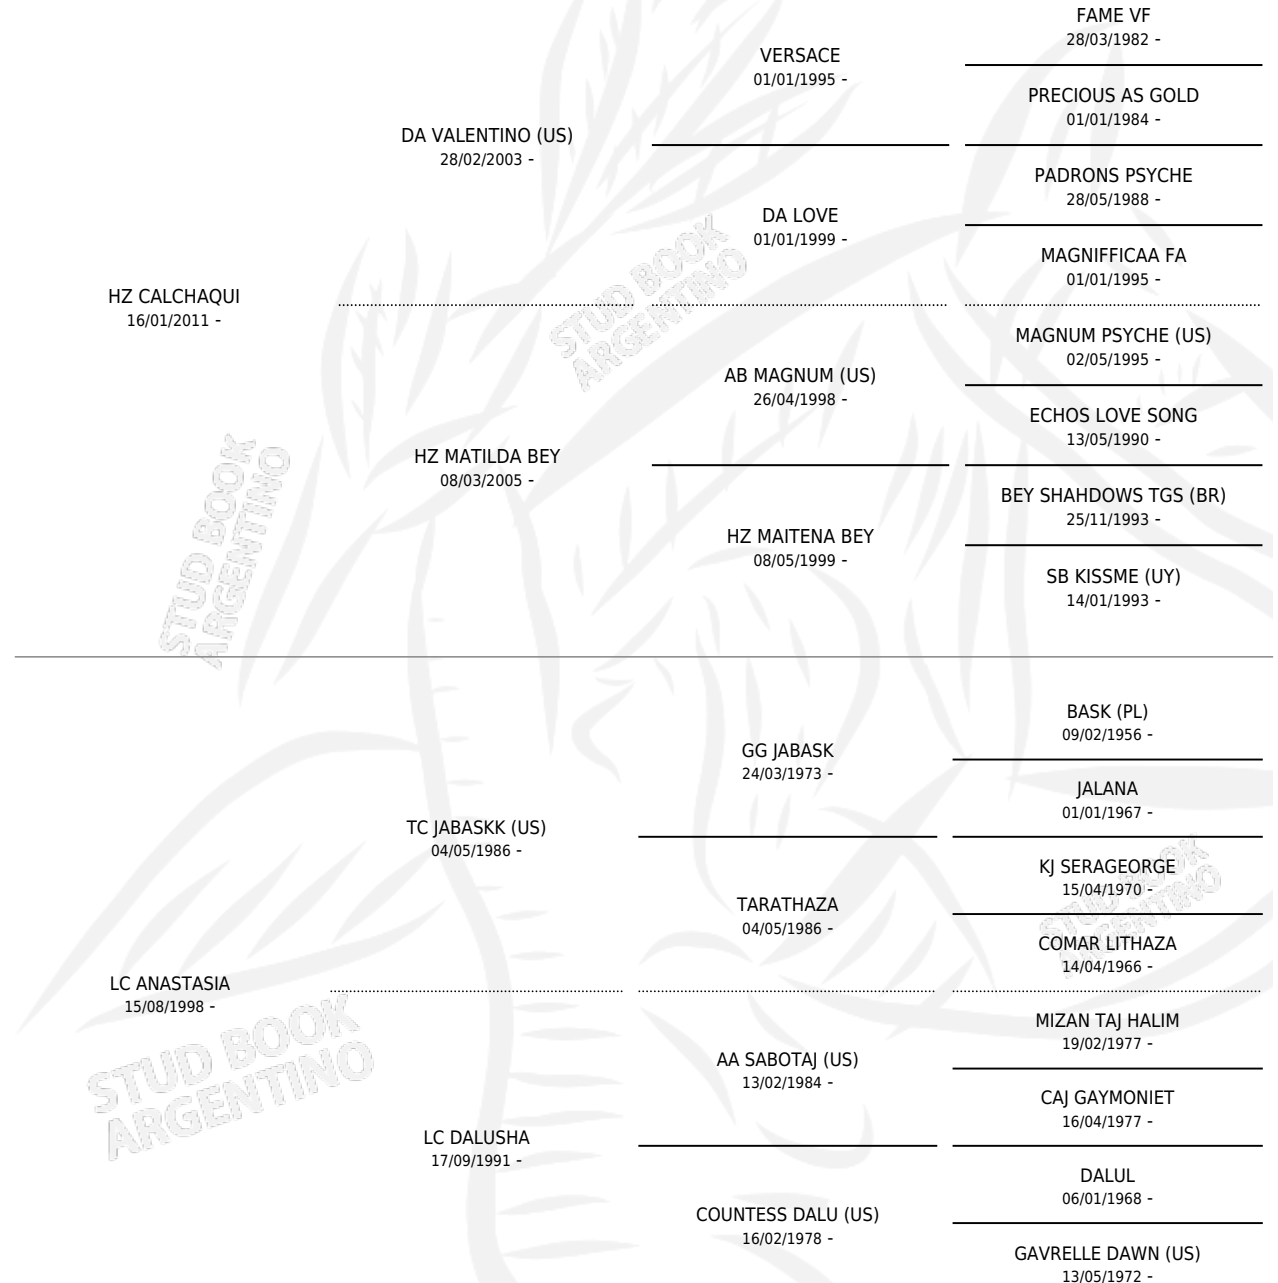 FAME VF
28/03/1982 -
VERSACE
01/01/1995 -
PRECIOUS AS GOLD
01/01/1984 -
DA VALENTINO (US)
28/02/2003 -
PADRONS PSYCHE
28/05/1988 -
DA LOVE
01/01/1999 -
MAGNIFFICAA FA
01/01/1995 -
HZ CALCHAQUI
16/01/2011 -
MAGNUM PSYCHE (US)
02/05/1995 -
AB MAGNUM (US)
26/04/1998 -
ECHOS LOVE SONG
13/05/1990 -
HZ MATILDA BEY
08/03/2005 -
BEY SHAHDOWS TGS (BR)
25/11/1993 -
HZ MAITENA BEY
08/05/1999 -
SB KISSME (UY)
14/01/1993 -
STUD BOOK
ARGENTINO
STUD BOOK
ARGENTINO
BASK (PL)
09/02/1956 -
GG JABASK
24/03/1973 -
JALANA
01/01/1967 -
TC JABASKK (US)
04/05/1986 -
KJ SERAGEORGE
15/04/1970 -
TARATHAZA
04/05/1986 -
COMAR LITHAZA
14/04/1966 -
LC ANASTASIA
15/08/1998 -
MIZAN TAJ HALIM
19/02/1977 -
AA SABOTAJ (US)
13/02/1984 -
CAJ GAYMONIET
16/04/1977 -
LC DALUSHA
17/09/1991 -
DALUL
06/01/1968 -
COUNTESS DALU (US)
16/02/1978 -
GAVRELLE DAWN (US)
13/05/1972 -
STUD BOOK
ARGENTINO
STUD BOOK
ARGENTINO